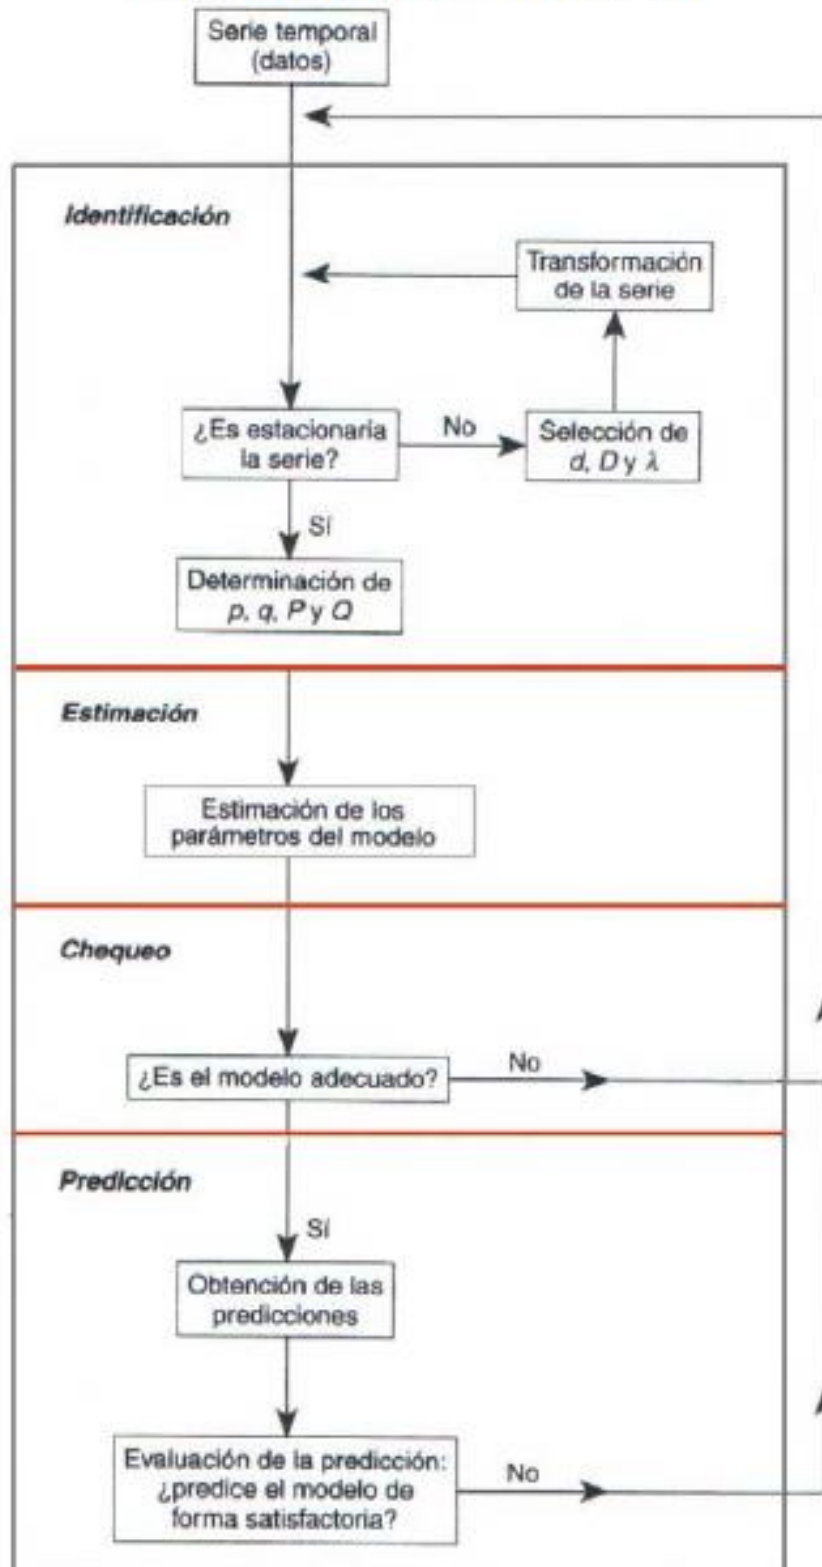 Serie temporal
(datos)
Identificación
Transformación
de la serie
¿Es estacionaria
la serie?
No
Selección de
d, D y λ
Sí
Determinación de
p, q, P y Q
Estimación
Estimación de los
parámetros del modelo
Chequeo
¿Es el modelo adecuado?
No
Predicción
Sí
Obtención de las
predicciones
Evaluación de la predicción:
¿predice el modelo de
forma satisfactoria?
No